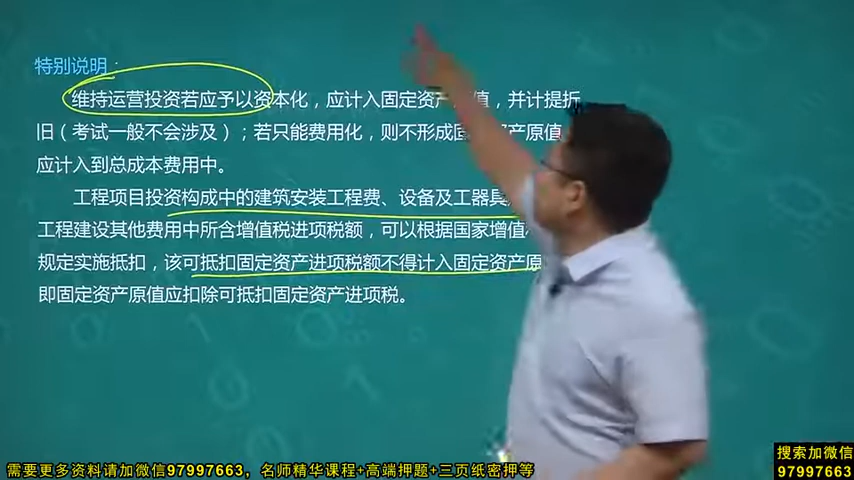 特别说明：
维持运营投资若应予以资本化，应计入固定资产 值，并计提折
旧（考试一般不会涉及）；若只能费用化，则不形成固 资产原值
应计入到总成本费用中。
工程项目投资构成中的建筑安装工程费、设备及工器具
工程建设其他费用中所含增值税进项税额，可以根据国家增值
规定实施抵扣，该可抵扣固定资产进项税额不得计入固定资产原
即固定资产原值应扣除可抵扣固定资产进项税。
需要更多资料请加微信97997663，名师精华课程+高端押题+三页纸密押等
搜索加微信
97997663